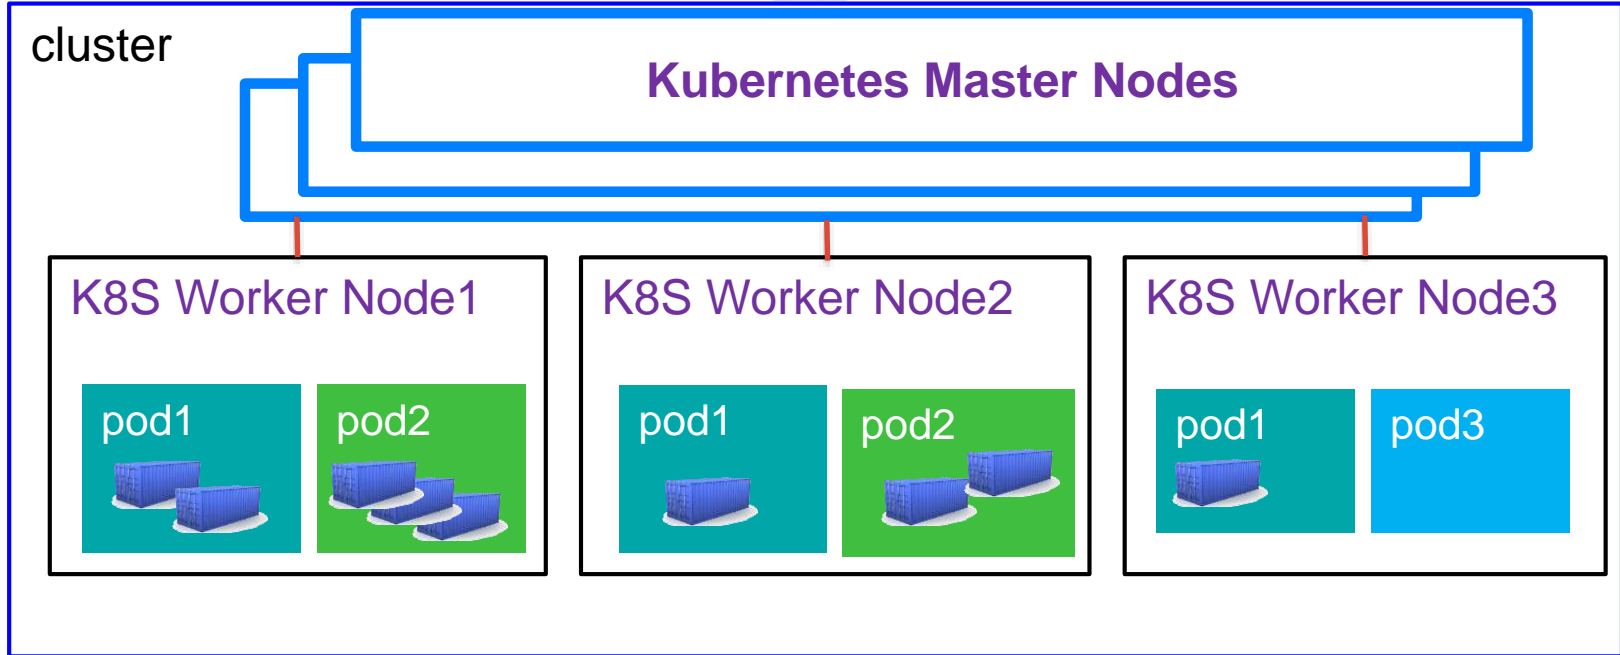 cluster
Kubernetes Master Nodes
K8S Worker Node1
pod1
pod2
K8S Worker Node2
pod1
pod2
K8S Worker Node3
pod1
pod3